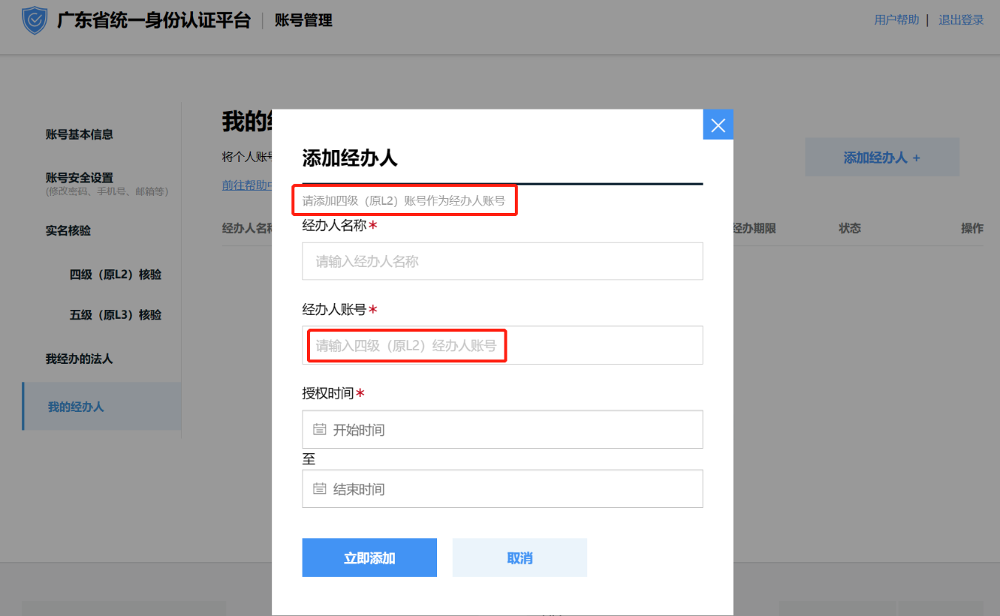 广东省统一身份认证平台 | 账号管理
用户帮助 | 退出登录
账号基本信息
账号安全设置
(修改密码、手机号、邮箱等)
实名核验
四级（原L2）核验
五级（原L3）核验
我经办的法人
我的经办人
我的
将个人账号
前往帮助
添加经办人 +
经办人名
经办期限
状态
操作
添加经办人
请添加四级（原L2）账号作为经办人账号
经办人名称*
请输入经办人名称
经办人账号*
请输入四级（原L2）经办人账号
授权时间*
开始时间
至
结束时间
立即添加
取消